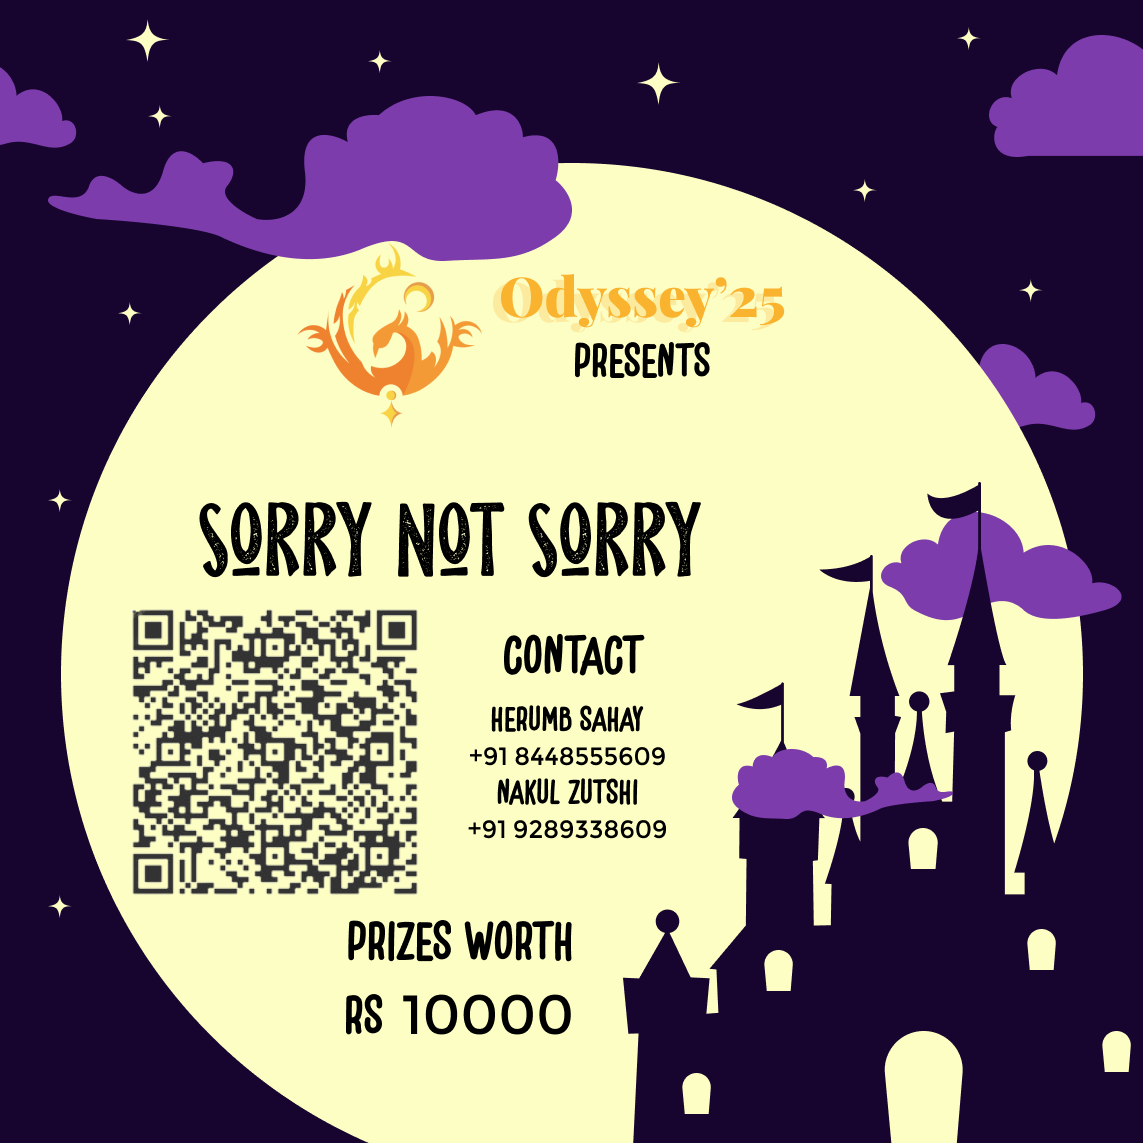 Odyssey'25
PRESENTS
SORRY NOT SORRY
CONTACT
HERUMB SAHAY
+91 8448555609
NAKUL ZUTSHI
+91 9289338609
PRIZES WORTH
RS 10000